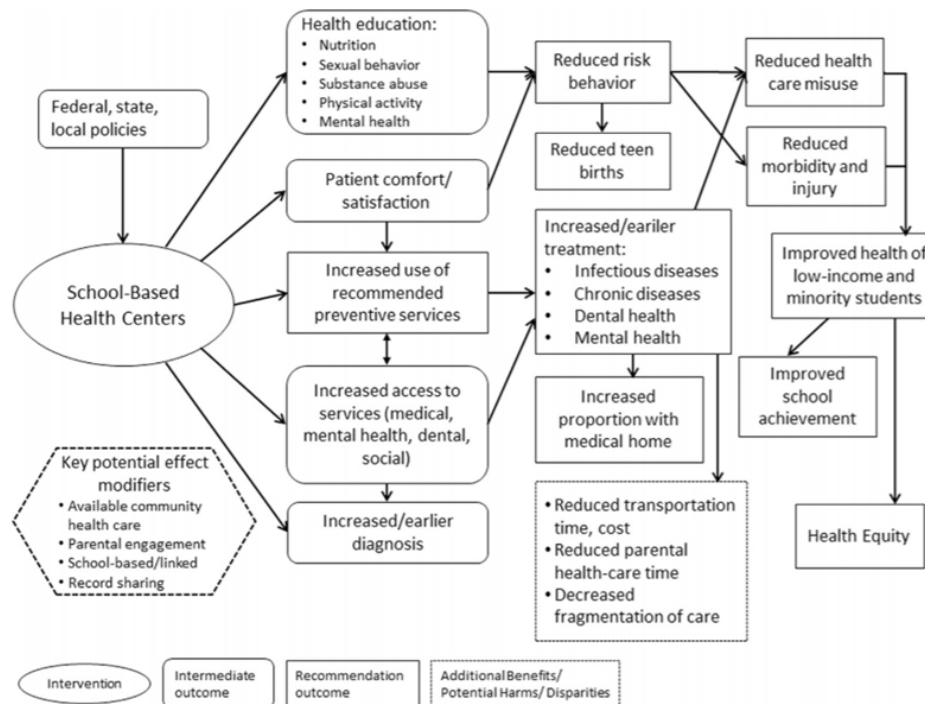 Health education:
• Nutrition
• Sexual behavior
• Substance abuse
• Physical activity
• Mental health
Federal, state,
local policies
Patient comfort/
satisfaction
School-Based
Health Centers
Increased use of
recommended
preventive services
Increased access to
services (medical,
mental health, dental,
social)
Increased/earlier
diagnosis
Key potential effect
modifiers
• Available community
health care
• Parental engagement
• School-based/linked
• Record sharing
Reduced risk
behavior
Reduced teen
births
Increased/eariler
treatment:
• Infectious diseases
• Chronic diseases
• Dental health
• Mental health
Increased
proportion with
medical home
• Reduced transportation
time, cost
• Reduced parental
health-care time
• Decreased
fragmentation of care
Reduced health
care misuse
Reduced
morbidity and
injury
Improved health of
low-income and
minority students
Improved
school
achievement
Health Equity
Intervention
Intermediate
outcome
Recommendation
outcome
Additional Benefits/
Potential Harms/ Disparities